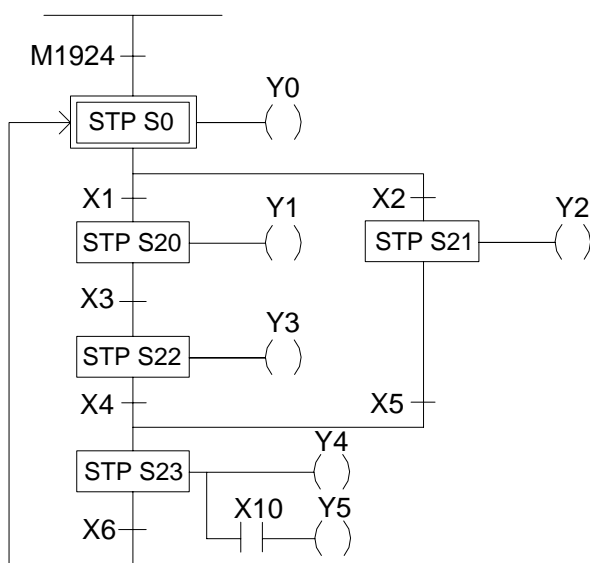 M1924
Y0
STP S0
X1
X2
Y1
Y2
STP S20
STP S21
X3
Y3
STP S22
X4
X5
Y4
STP S23
X10
Y5
X6